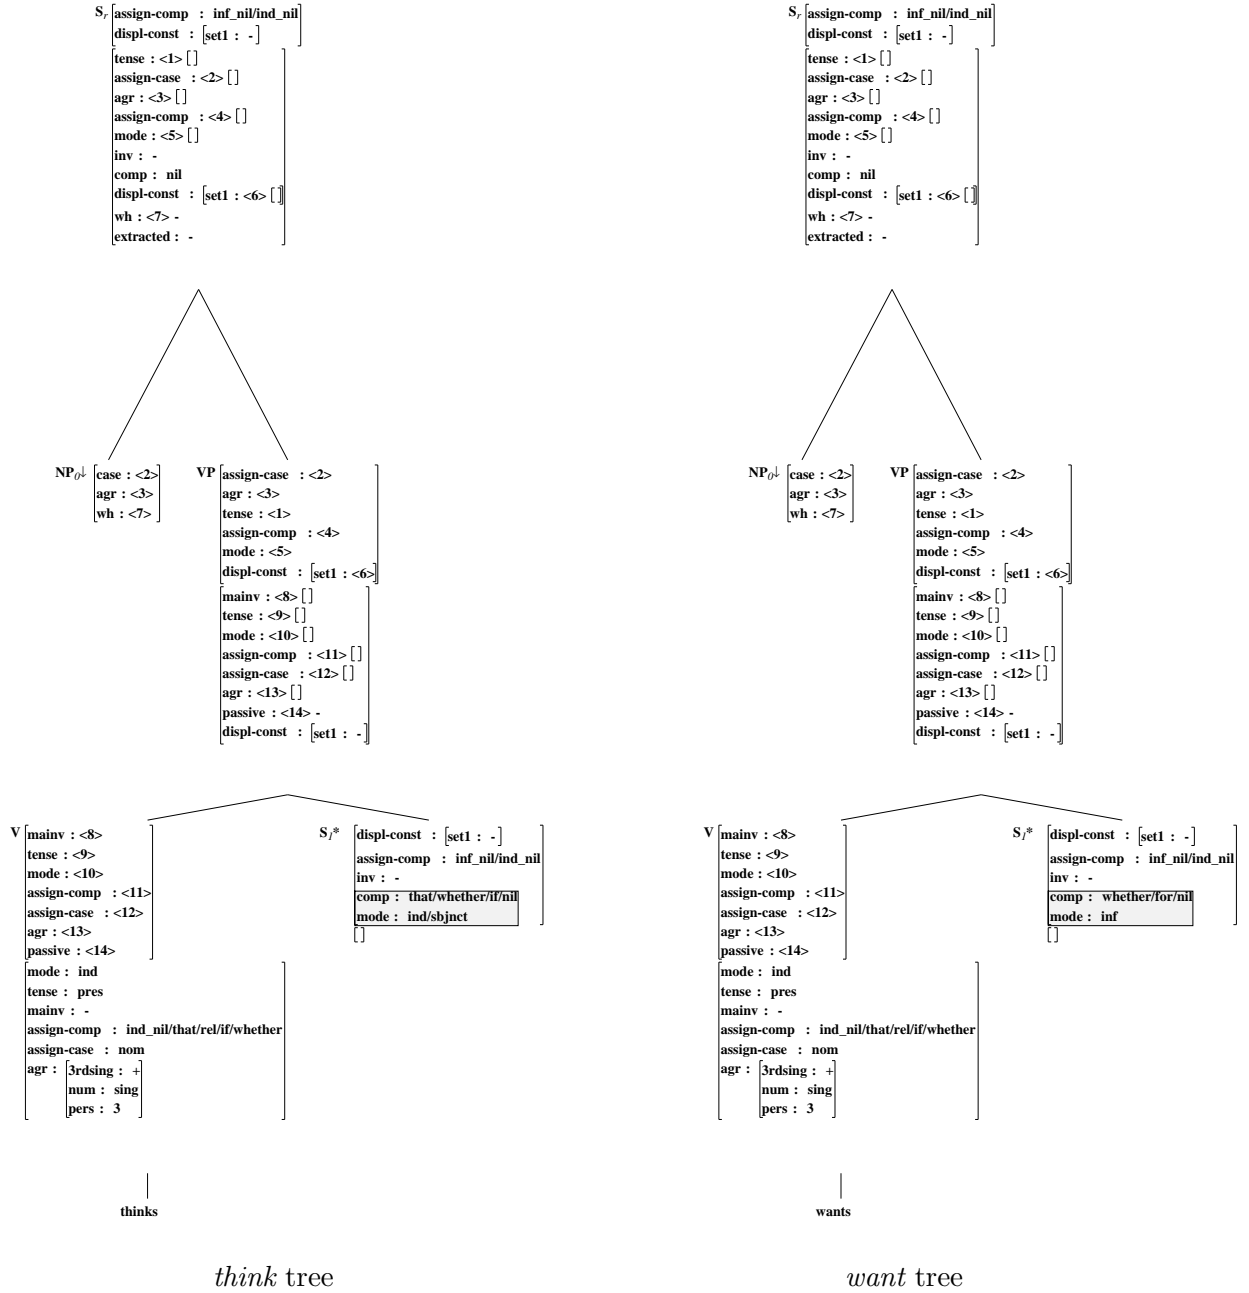 S_r assign-comp : inf_nil/ind_nil
displ-const : [set1 : -]
tense : <1> []
assign-case : <2> []
agr : <3> []
assign-comp : <4> []
mode : <5> []
inv : -
comp : nil
displ-const : [set1 : <6> []]
wh : <7> -
extracted : -
NP_0↓ case : <2>
agr : <3>
wh : <7>
VP assign-case : <2>
agr : <3>
tense : <1>
assign-comp : <4>
mode : <5>
displ-const : [set1 : <6>]
mainv : <8> []
tense : <9> []
mode : <10> []
assign-comp : <11> []
assign-case : <12> []
agr : <13> []
passive : <14> -
displ-const : [set1 : -]
V mainv : <8>
tense : <9>
mode : <10>
assign-comp : <11>
assign-case : <12>
agr : <13>
passive : <14>
mode : ind
tense : pres
mainv : -
assign-comp : ind_nil/that/rel/if/whether
assign-case : nom
agr : [3rdsing : +
num : sing
pers : 3]
thinks
S_1* displ-const : [set1 : -]
assign-comp : inf_nil/ind_nil
inv : -
comp : that/whether/if/nil
mode : ind/sbjnct
[]
think tree
S_r assign-comp : inf_nil/ind_nil
displ-const : [set1 : -]
tense : <1> []
assign-case : <2> []
agr : <3> []
assign-comp : <4> []
mode : <5> []
inv : -
comp : nil
displ-const : [set1 : <6> []]
wh : <7> -
extracted : -
NP_0↓ case : <2>
agr : <3>
wh : <7>
VP assign-case : <2>
agr : <3>
tense : <1>
assign-comp : <4>
mode : <5>
displ-const : [set1 : <6>]
mainv : <8> []
tense : <9> []
mode : <10> []
assign-comp : <11> []
assign-case : <12> []
agr : <13> []
passive : <14> -
displ-const : [set1 : -]
V mainv : <8>
tense : <9>
mode : <10>
assign-comp : <11>
assign-case : <12>
agr : <13>
passive : <14>
mode : ind
tense : pres
mainv : -
assign-comp : ind_nil/that/rel/if/whether
assign-case : nom
agr : [3rdsing : +
num : sing
pers : 3]
wants
S_1* displ-const : [set1 : -]
assign-comp : inf_nil/ind_nil
inv : -
comp : whether/for/nil
mode : inf
[]
want tree